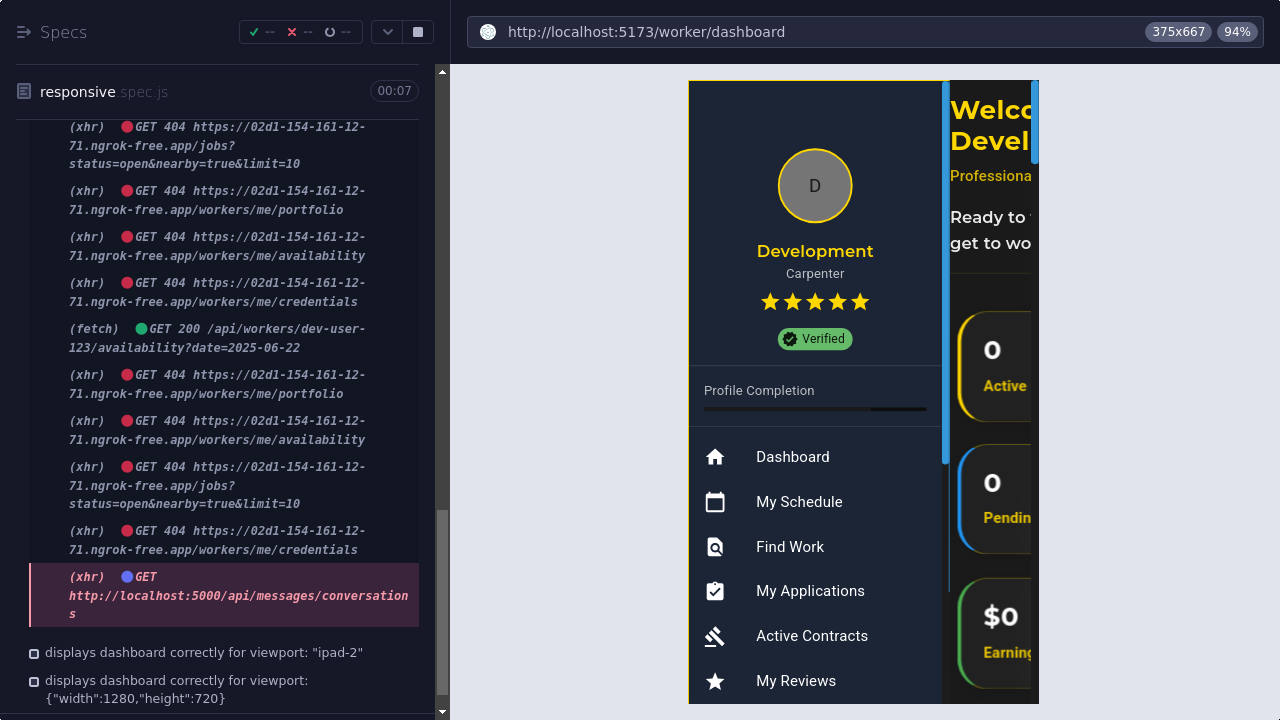 Specs
--
--
--
http://localhost:5173/worker/dashboard
375x667
94%
responsive.spec.js
00:07
(xhr) GET 404 https://02d1-154-161-12-
71.ngrok-free.app/jobs?
status=open&nearby=true&limit=10
(xhr) GET 404 https://02d1-154-161-12-
71.ngrok-free.app/workers/me/portfolio
(xhr) GET 404 https://02d1-154-161-12-
71.ngrok-free.app/workers/me/availability
(xhr) GET 404 https://02d1-154-161-12-
71.ngrok-free.app/workers/me/credentials
(fetch) GET 200 /api/workers/dev-user-
123/availability?date=2025-06-22
(xhr) GET 404 https://02d1-154-161-12-
71.ngrok-free.app/workers/me/portfolio
(xhr) GET 404 https://02d1-154-161-12-
71.ngrok-free.app/workers/me/availability
(xhr) GET 404 https://02d1-154-161-12-
71.ngrok-free.app/jobs?
status=open&nearby=true&limit=10
(xhr) GET 404 https://02d1-154-161-12-
71.ngrok-free.app/workers/me/credentials
(xhr) GET
http://localhost:5000/api/messages/conversation
s
displays dashboard correctly for viewport: "ipad-2"
displays dashboard correctly for viewport:
{"width":1280,"height":720}
D
Development
Carpenter
Verified
Profile Completion
Dashboard
My Schedule
Find Work
My Applications
Active Contracts
My Reviews
Welco
Devel
Professiona
Ready to
get to wo
0
Active
0
Pendin
$0
Earning